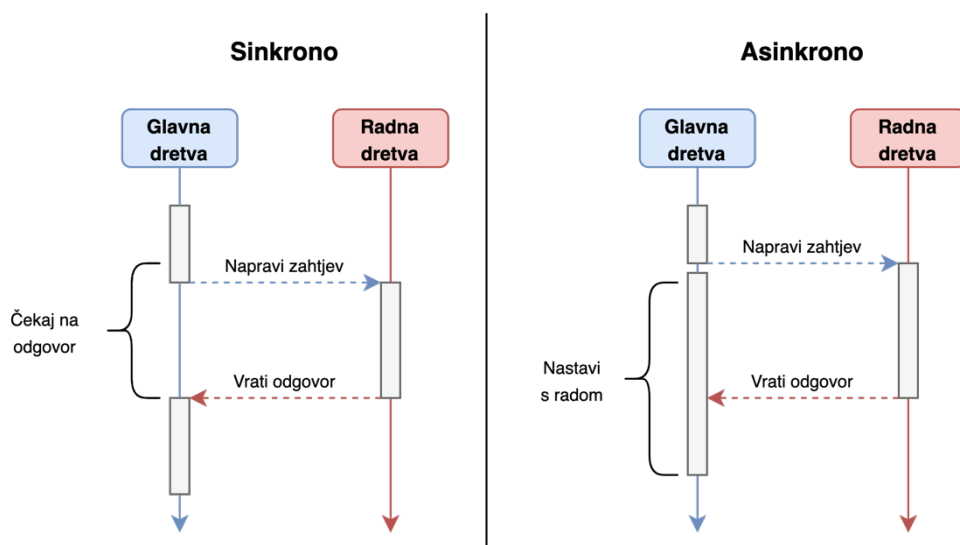 Sinkrono
Glavna
dretva
Radna
dretva
Napravi zahtjev
Čekaj na
odgovor
Vrati odgovor
Asinkrono
Glavna
dretva
Radna
dretva
Napravi zahtjev
Nastavi
s radom
Vrati odgovor